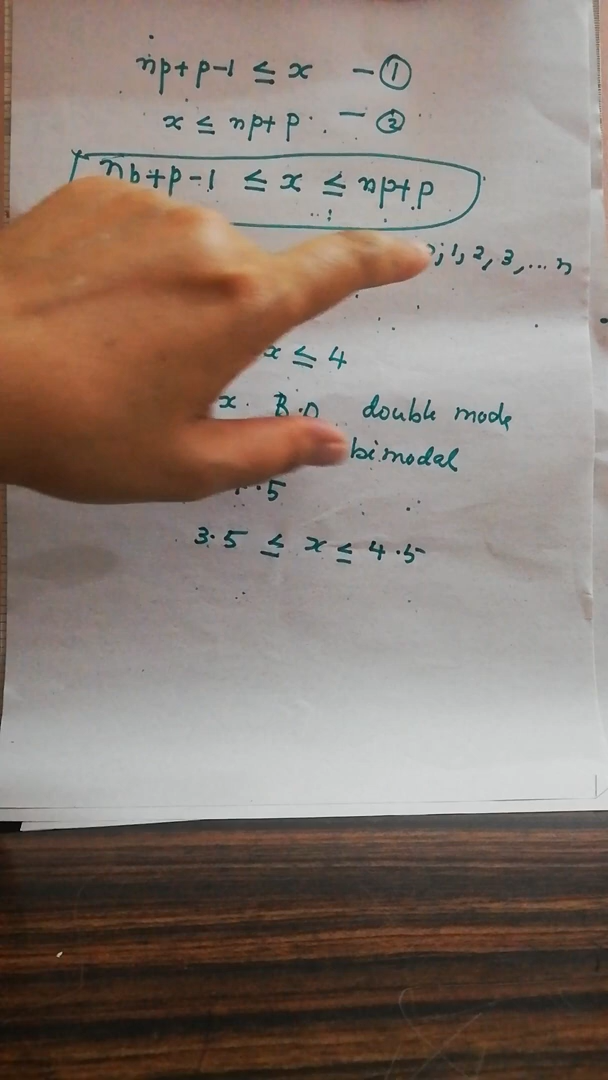 np+p-1 ≤ x - ①
x ≤ np+p. - ②
np+p-1 ≤ x ≤ np+p
1, 2, 3, ... n
x ≤ 4
x. B.D double mode
bimodal
.5
3.5 ≤ x ≤ 4.5